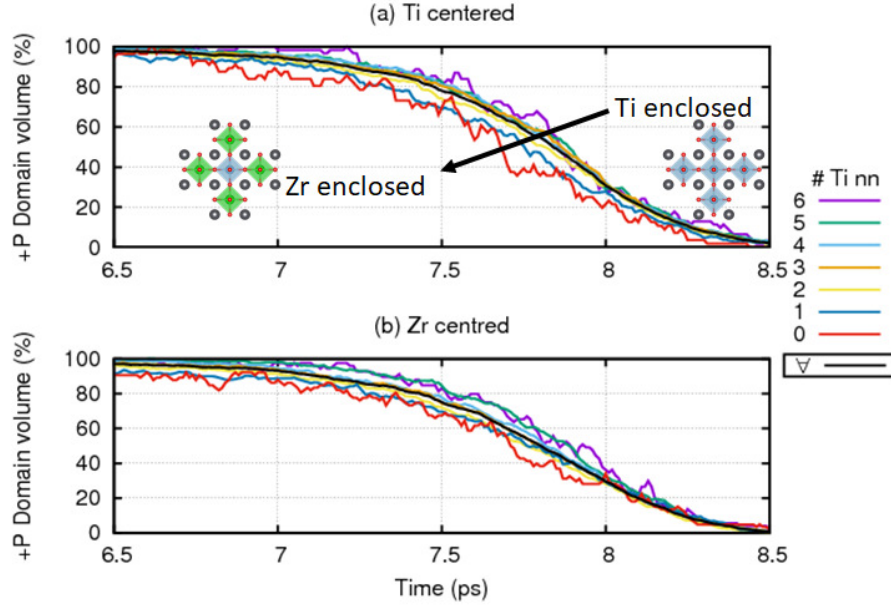 (a) Ti centered
+P Domain volume (%)
100
80
60
40
20
0
Ti enclosed
Zr enclosed
6.5 7 7.5 8 8.5
# Ti nn
6
5
4
3
2
1
0
∀
(b) Zr centred
+P Domain volume (%)
100
80
60
40
20
0
6.5 7 7.5 8 8.5
Time (ps)